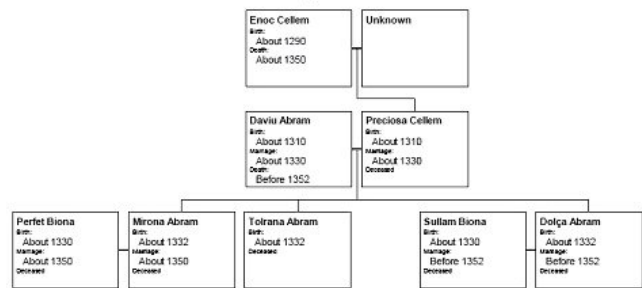 Enoc Cellem
Birth:
About 1290
Death:
About 1350
Unknown
Daviu Abram
Birth:
About 1310
Marriage:
About 1330
Death:
Before 1352
Preciosa Cellem
Birth:
About 1310
Marriage:
About 1330
Deceased
Perfet Biona
Birth:
About 1330
Marriage:
About 1350
Deceased
Mirona Abram
Birth:
About 1332
Marriage:
About 1350
Deceased
Tolrana Abram
Birth:
About 1332
Deceased
Sullam Biona
Birth:
About 1330
Marriage:
Before 1352
Deceased
Dolça Abram
Birth:
About 1332
Marriage:
Before 1352
Deceased